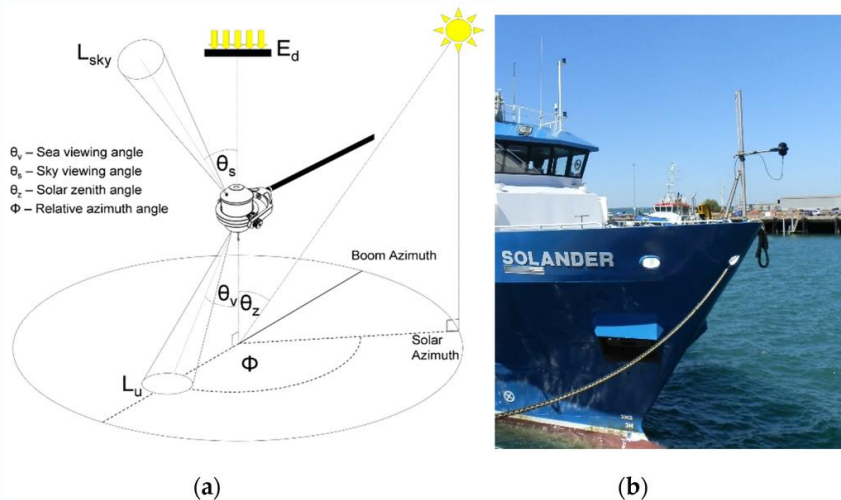 L_sky
E_d
θ_v – Sea viewing angle
θ_s – Sky viewing angle
θ_z – Solar zenith angle
Φ – Relative azimuth angle
θ_s
Boom Azimuth
θ_v
θ_z
Solar
Azimuth
Φ
L_u
SOLANDER
(a)
(b)